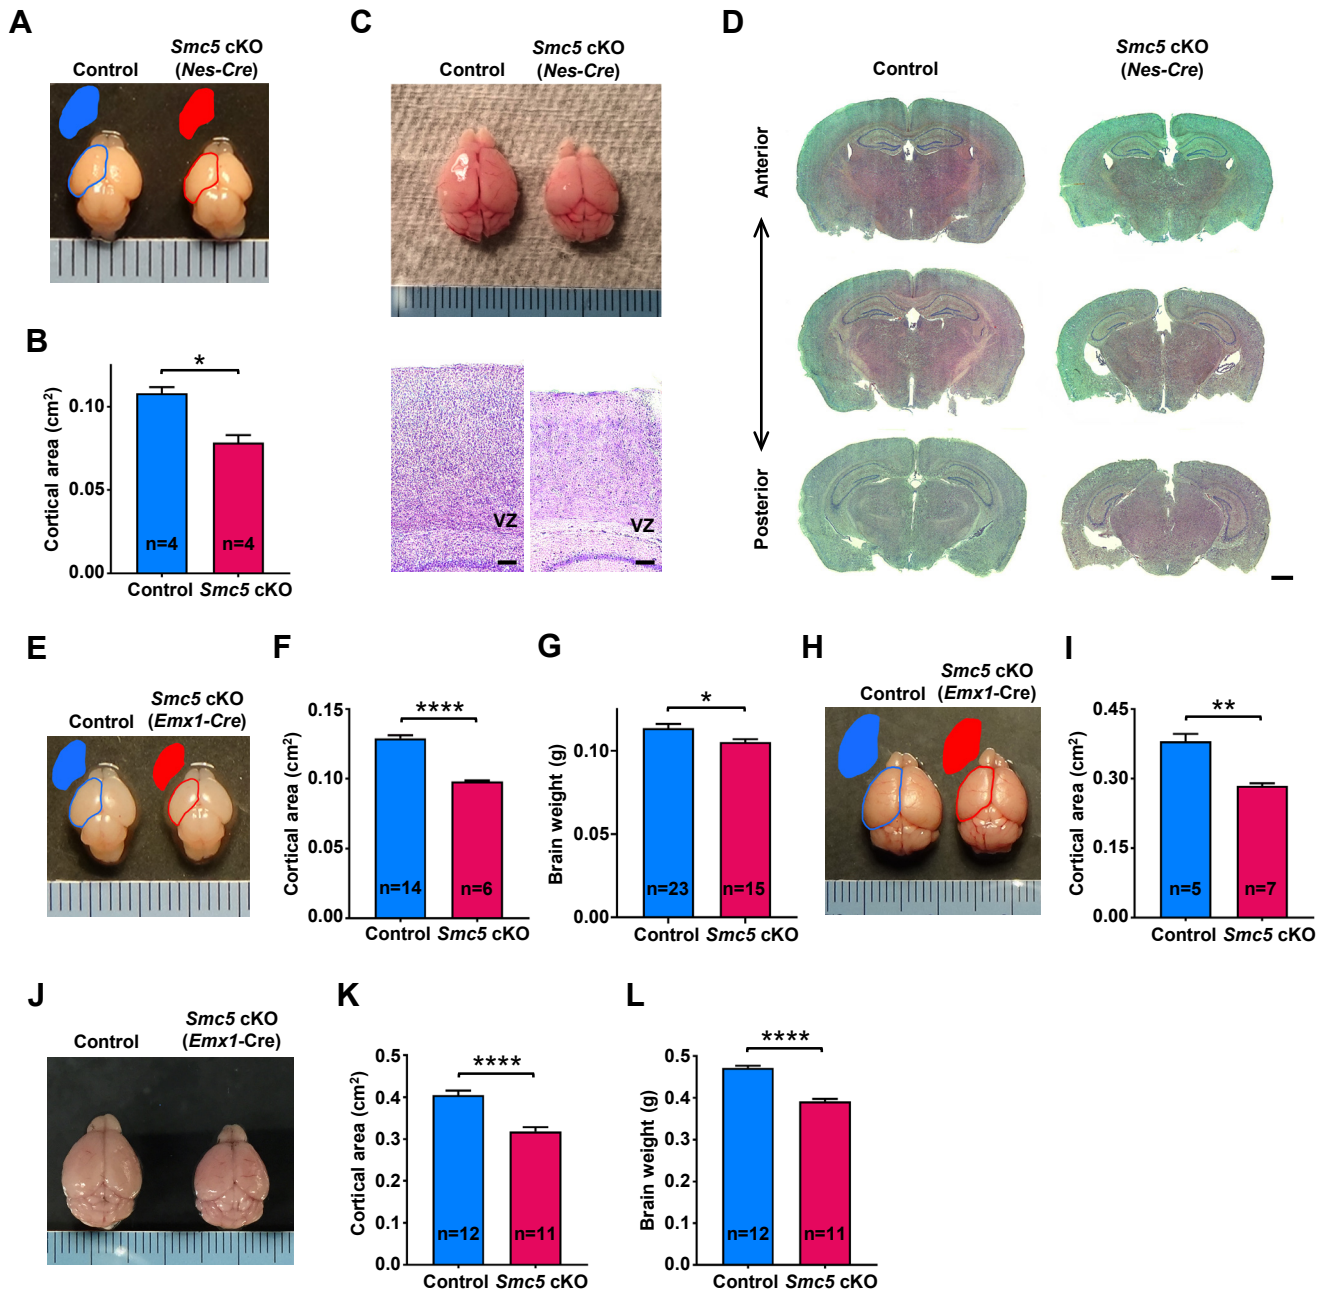 A
Control
Smc5 cKO
(Nes-Cre)
B
Cortical area (cm²)
0.10
0.05
0.00
*
n=4
n=4
Control
Smc5 cKO
C
Control
Smc5 cKO
(Nes-Cre)
VZ
VZ
D
Control
Smc5 cKO
(Nes-Cre)
Anterior
Posterior
E
Control
Smc5 cKO
(Emx1-Cre)
F
Cortical area (cm²)
0.15
0.10
0.05
0.00
****
n=14
n=6
Control
Smc5 cKO
G
Brain weight (g)
0.10
0.05
0.00
*
n=23
n=15
Control
Smc5 cKO
H
Control
Smc5 cKO
(Emx1-Cre)
I
Cortical area (cm²)
0.45
0.30
0.15
0.00
**
n=5
n=7
Control
Smc5 cKO
J
Control
Smc5 cKO
(Emx1-Cre)
K
Cortical area (cm²)
0.5
0.4
0.3
0.2
0.1
0.0
****
n=12
n=11
Control
Smc5 cKO
L
Brain weight (g)
0.5
0.4
0.3
0.2
0.1
0.0
****
n=12
n=11
Control
Smc5 cKO